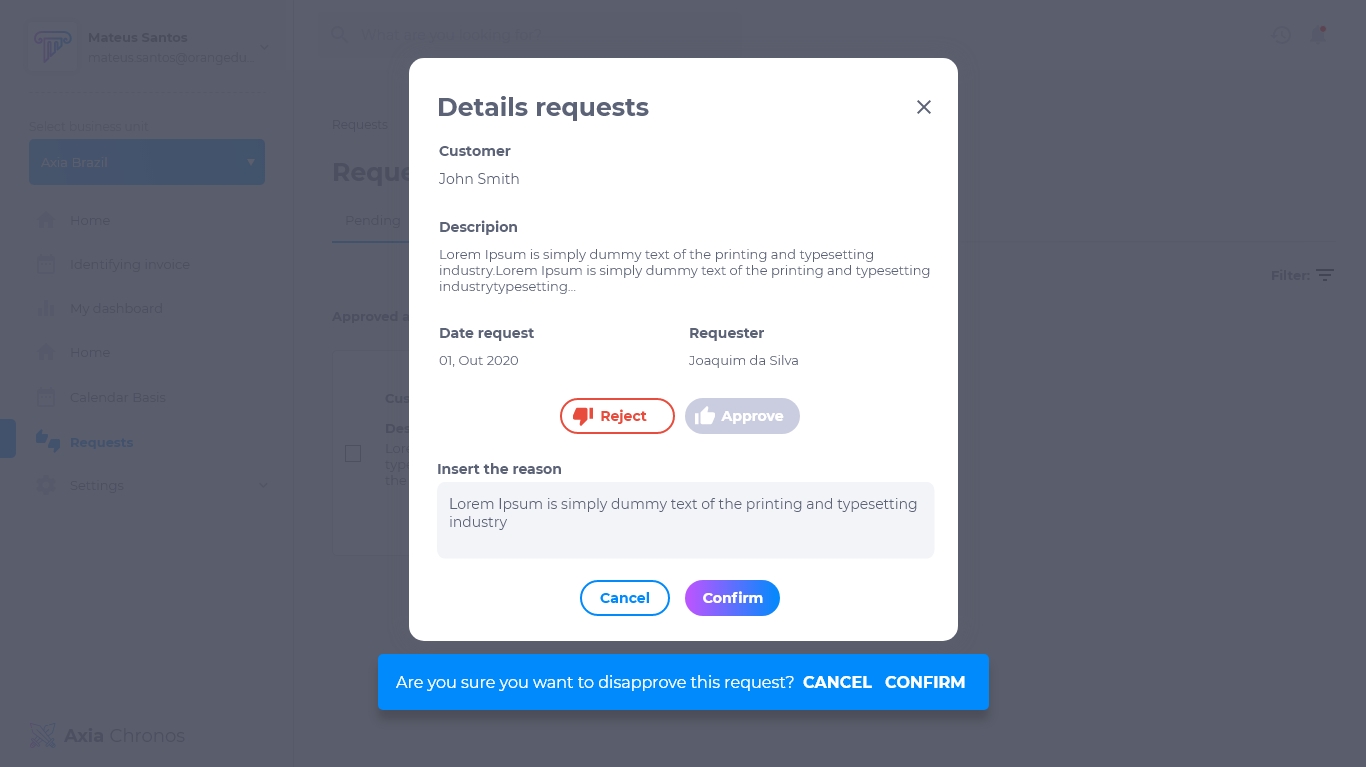 Mateus Santos
mateus.santos@orangedu...
What are you looking for?
Select business unit
Axia Brazil
Home
Identifying invoice
My dashboard
Home
Calendar Basis
Requests
Settings
Axia Chronos
Requests
Reque
Pending
Filter:
Approved a
Cus
Des
Lore
type
the
Details requests
Customer
John Smith
Descripion
Lorem Ipsum is simply dummy text of the printing and typesetting
industry.Lorem Ipsum is simply dummy text of the printing and typesetting
industrytypesetting...
Date request
Requester
01, Out 2020
Joaquim da Silva
Reject
Approve
Insert the reason
Lorem Ipsum is simply dummy text of the printing and typesetting
industry
Cancel
Confirm
Are you sure you want to disapprove this request? CANCEL CONFIRM